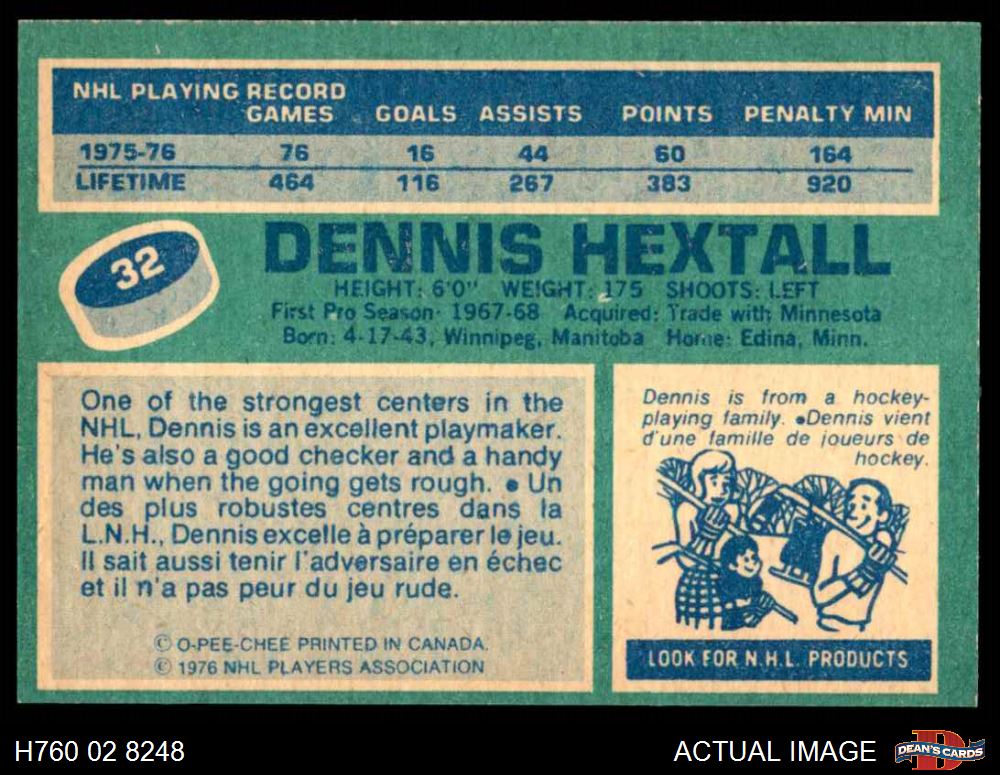 NHL PLAYING RECORD
GAMES GOALS ASSISTS POINTS PENALTY MIN
1975-76 76 16 44 60 164
LIFETIME 464 116 267 383 920
32
DENNIS HEXTALL
HEIGHT: 6'0" WEIGHT: 175 SHOOTS: LEFT
First Pro Season: 1967-68 Acquired: Trade with Minnesota
Born: 4-17-43, Winnipeg, Manitoba Home: Edina, Minn.
One of the strongest centers in the
NHL, Dennis is an excellent playmaker.
He's also a good checker and a handy
man when the going gets rough. • Un
des plus robustes centres dans la
L.N.H., Dennis excelle à préparer le jeu.
Il sait aussi tenir l'adversaire en échec
et il n'a pas peur du jeu rude.
© O-PEE-CHEE PRINTED IN CANADA.
© 1976 NHL PLAYERS ASSOCIATION
Dennis is from a hockey-
playing family. •Dennis vient
d'une famille de joueurs de
hockey.
LOOK FOR N.H.L. PRODUCTS
H760 02 8248
ACTUAL IMAGE
DEAN'S CARDS